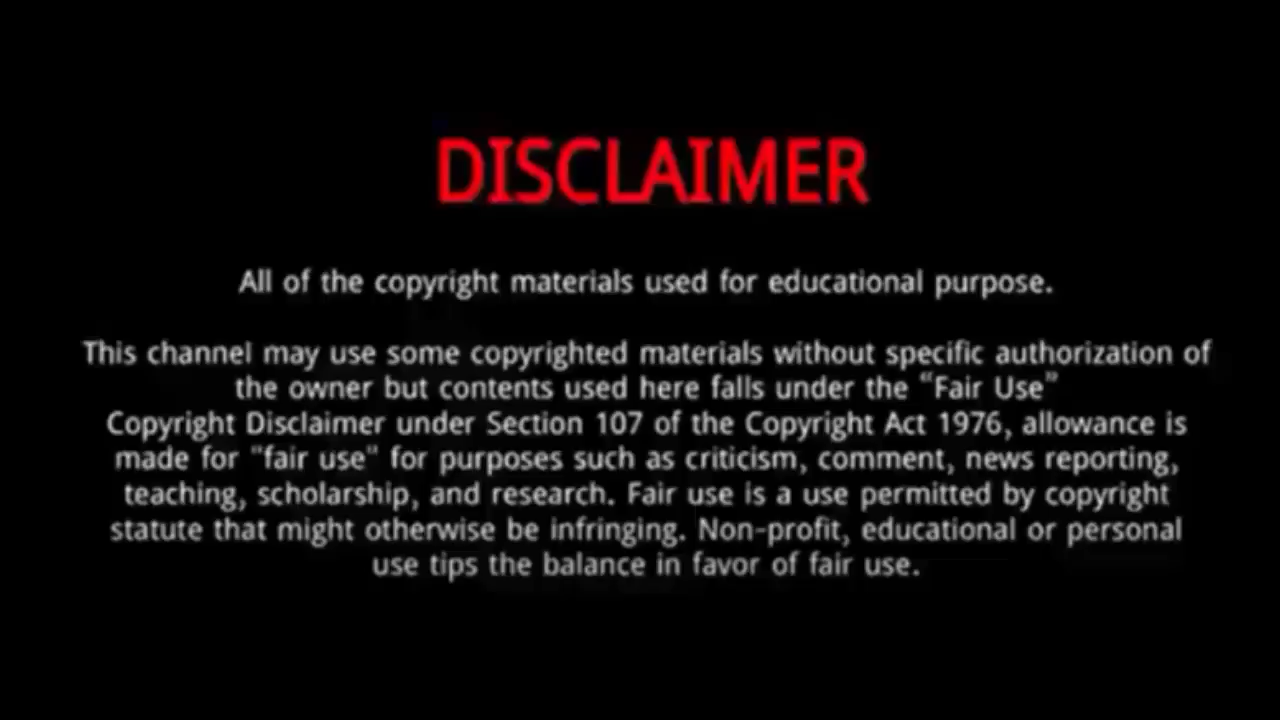 DISCLAIMER
All of the copyright materials used for educational purpose.
This channel may use some copyrighted materials without specific authorization of
the owner but contents used here falls under the “Fair Use”
Copyright Disclaimer under Section 107 of the Copyright Act 1976, allowance is
made for "fair use" for purposes such as criticism, comment, news reporting,
teaching, scholarship, and research. Fair use is a use permitted by copyright
statute that might otherwise be infringing. Non-profit, educational or personal
use tips the balance in favor of fair use.